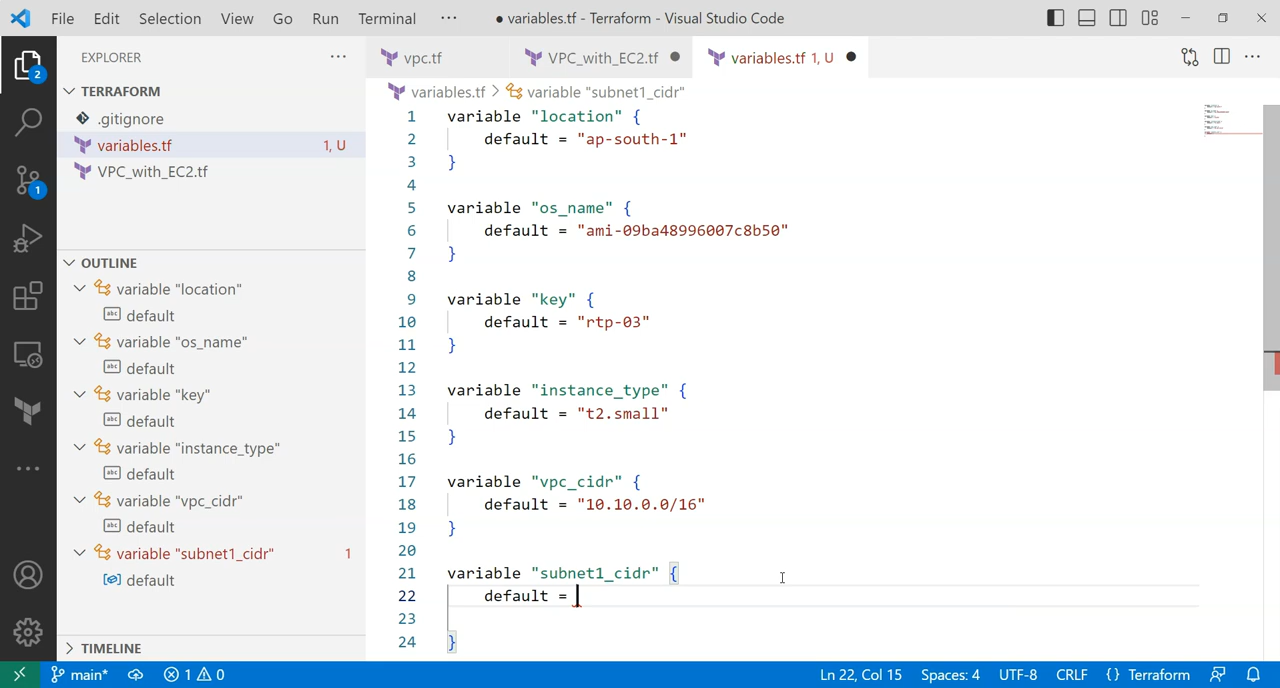 File Edit Selection View Go Run Terminal ··· ● variables.tf - Terraform - Visual Studio Code
EXPLORER ···
TERRAFORM
.gitignore
variables.tf 1, U
VPC_with_EC2.tf
OUTLINE
variable "location"
default
variable "os_name"
default
variable "key"
default
variable "instance_type"
default
variable "vpc_cidr"
default
variable "subnet1_cidr" 1
default
TIMELINE
2
1
vpc.tf VPC_with_EC2.tf ● variables.tf 1, U ●
variables.tf > variable "subnet1_cidr"
1 variable "location" {
2 default = "ap-south-1"
3 }
4
5 variable "os_name" {
6 default = "ami-09ba48996007c8b50"
7 }
8
9 variable "key" {
10 default = "rtp-03"
11 }
12
13 variable "instance_type" {
14 default = "t2.small"
15 }
16
17 variable "vpc_cidr" {
18 default = "10.10.0.0/16"
19 }
20
21 variable "subnet1_cidr" {
22 default =
23
24 }
main* 1 0 Ln 22, Col 15 Spaces: 4 UTF-8 CRLF {} Terraform